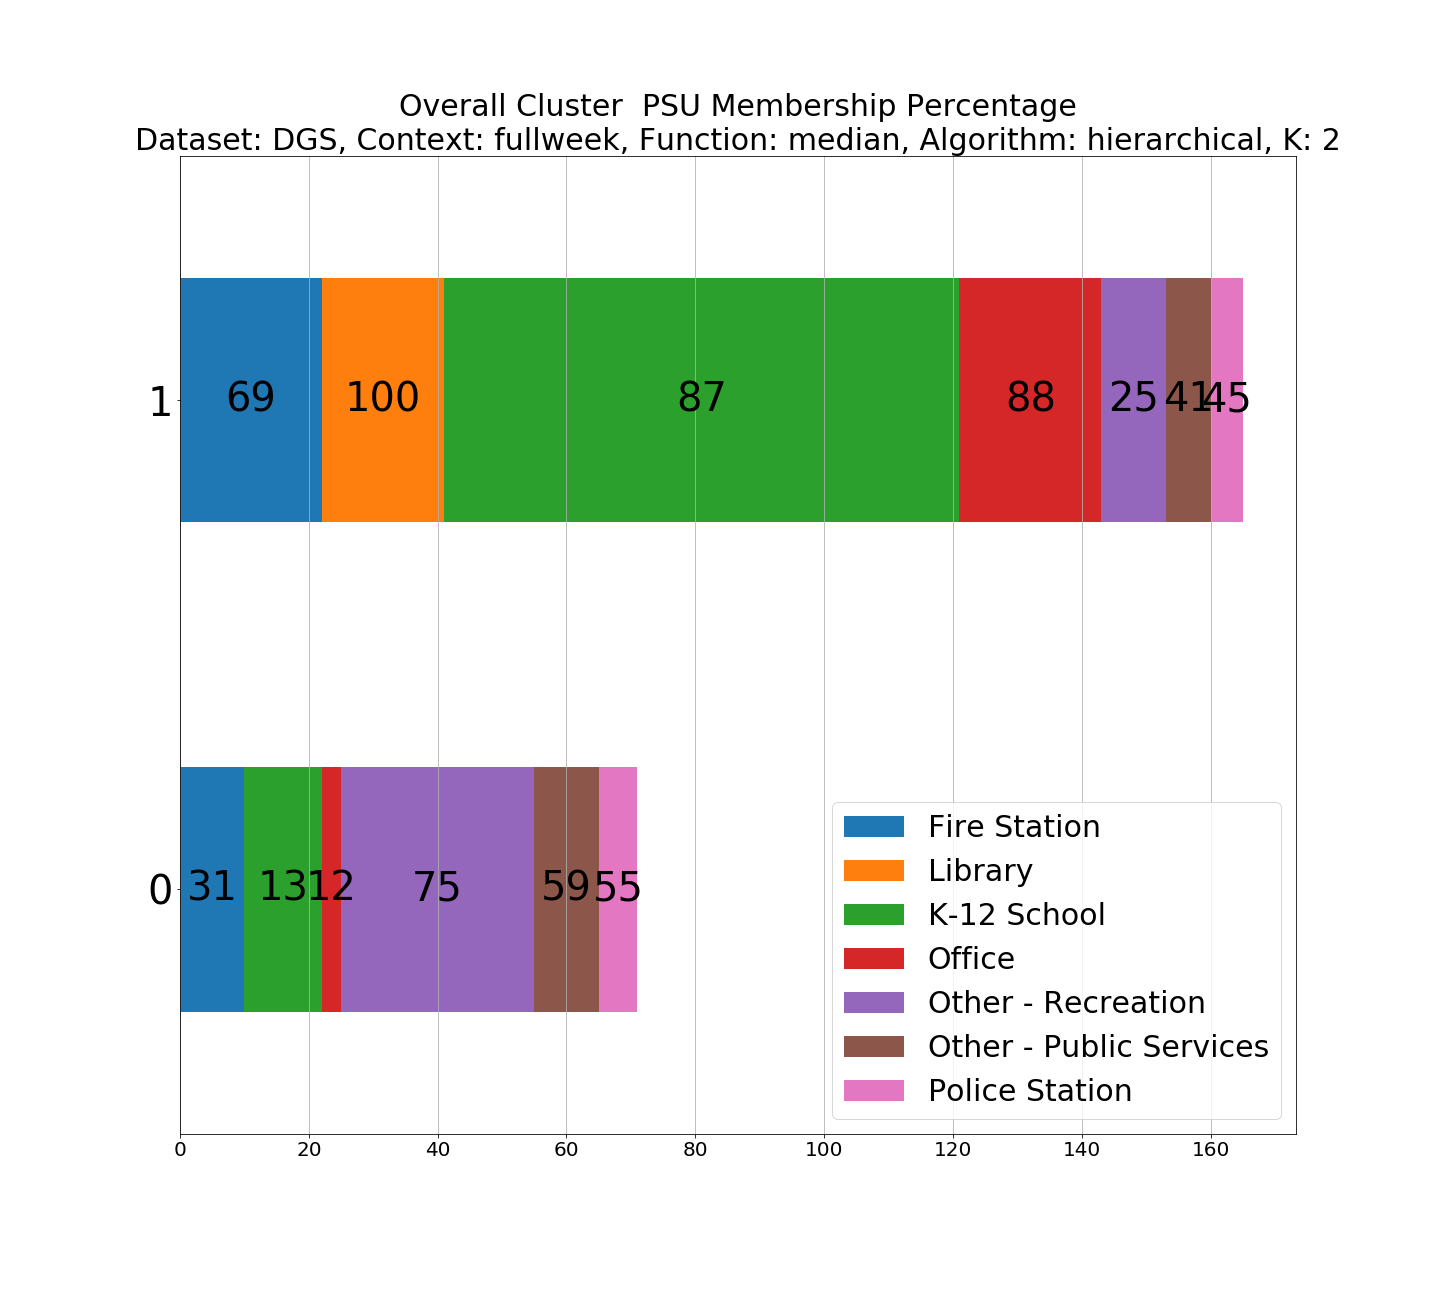 Overall Cluster  PSU Membership Percentage
Dataset: DGS, Context: fullweek, Function: median, Algorithm: hierarchical, K: 2
1
69 100 87 88 25 41 45
0
31 13 12 75 59 55
Fire Station
Library
K-12 School
Office
Other - Recreation
Other - Public Services
Police Station
0 20 40 60 80 100 120 140 160